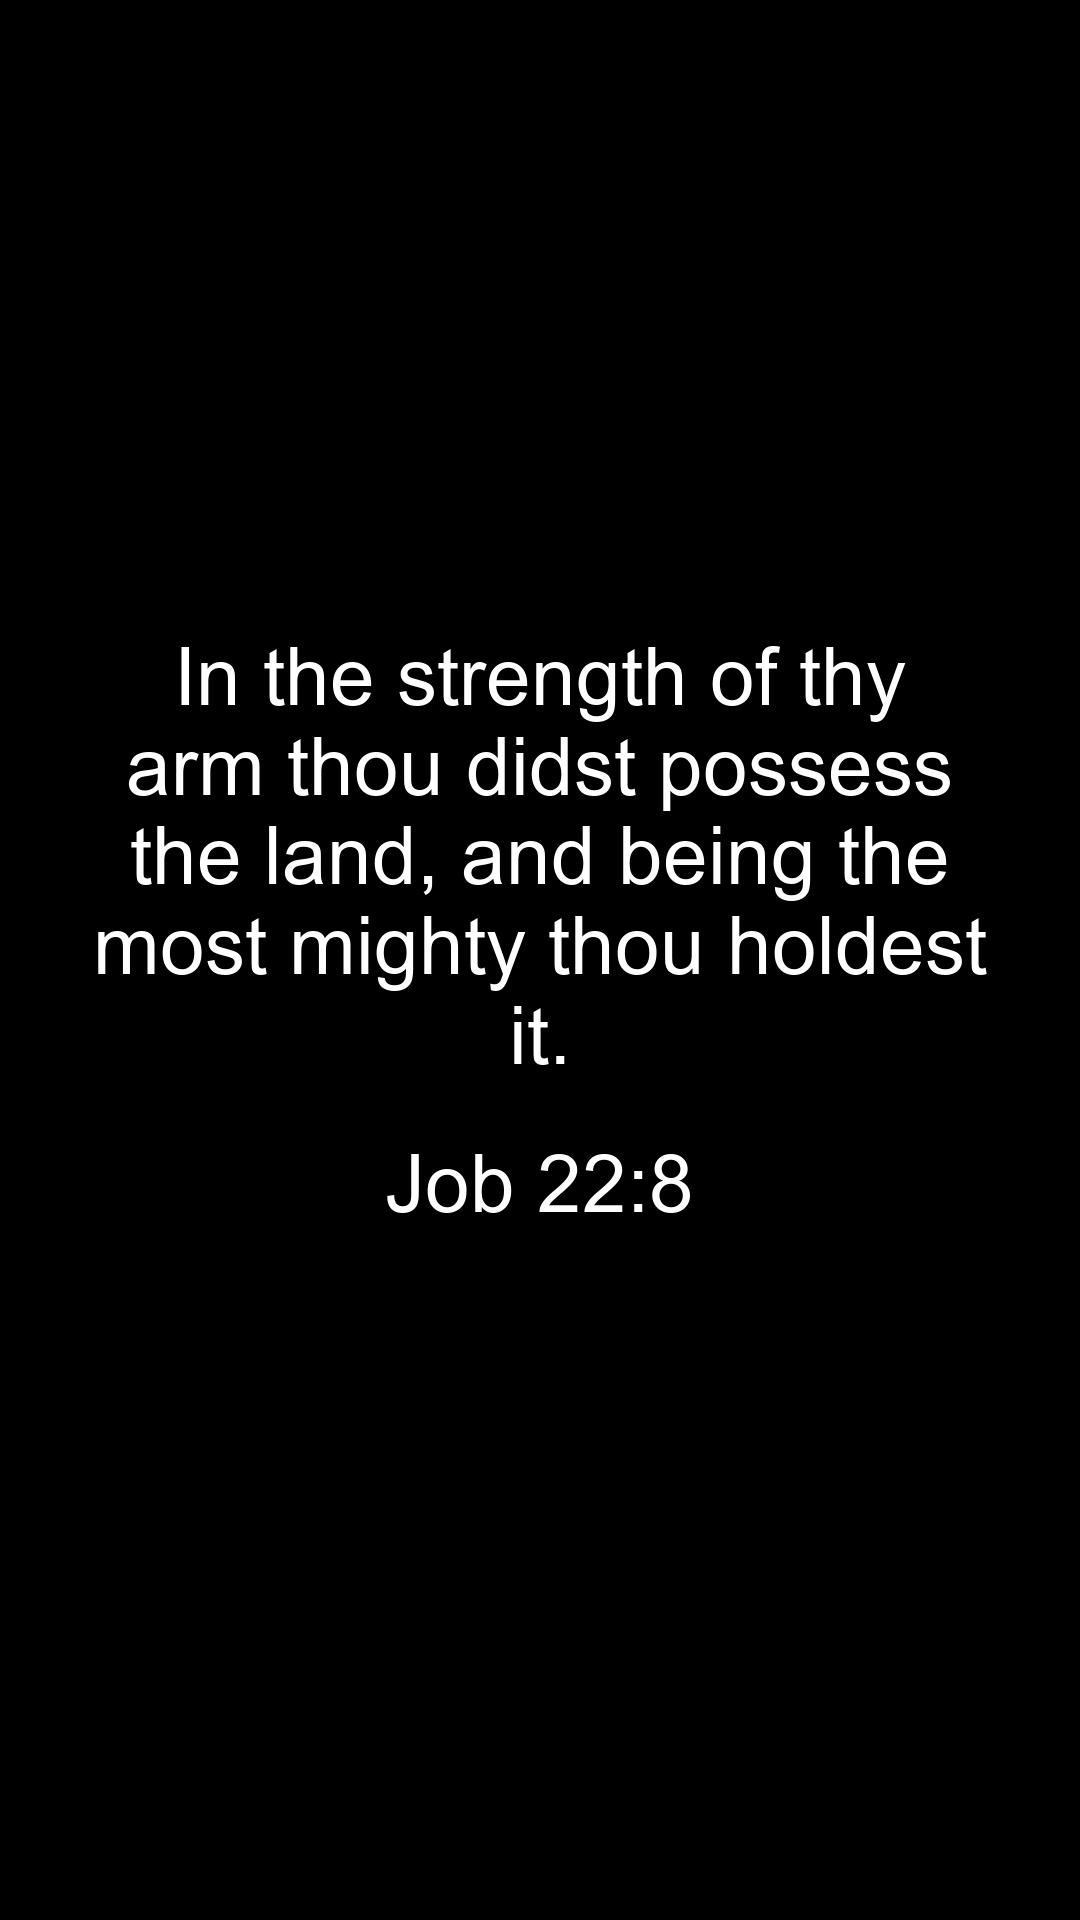 In the strength of thy
arm thou didst possess
the land, and being the
most mighty thou holdest
it.
Job 22:8